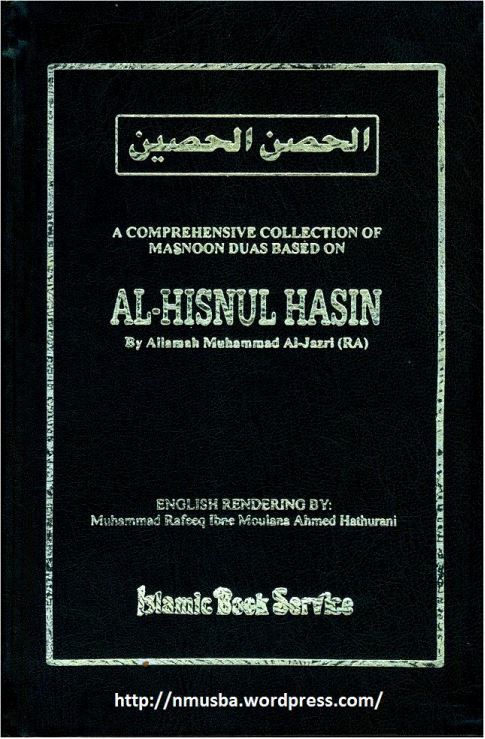 الحصن الحصين
A COMPREHENSIVE COLLECTION OF
MASNOON DUAS BASED ON
AL-HISNUL HASIN
By Allamah Muhammad Al-Jazri (RA)
ENGLISH RENDERING BY:
Muhammad Rafeeq Ibne Moulana Ahmed Hathurani
Islamic Book Service
http://nmusba.wordpress.com/